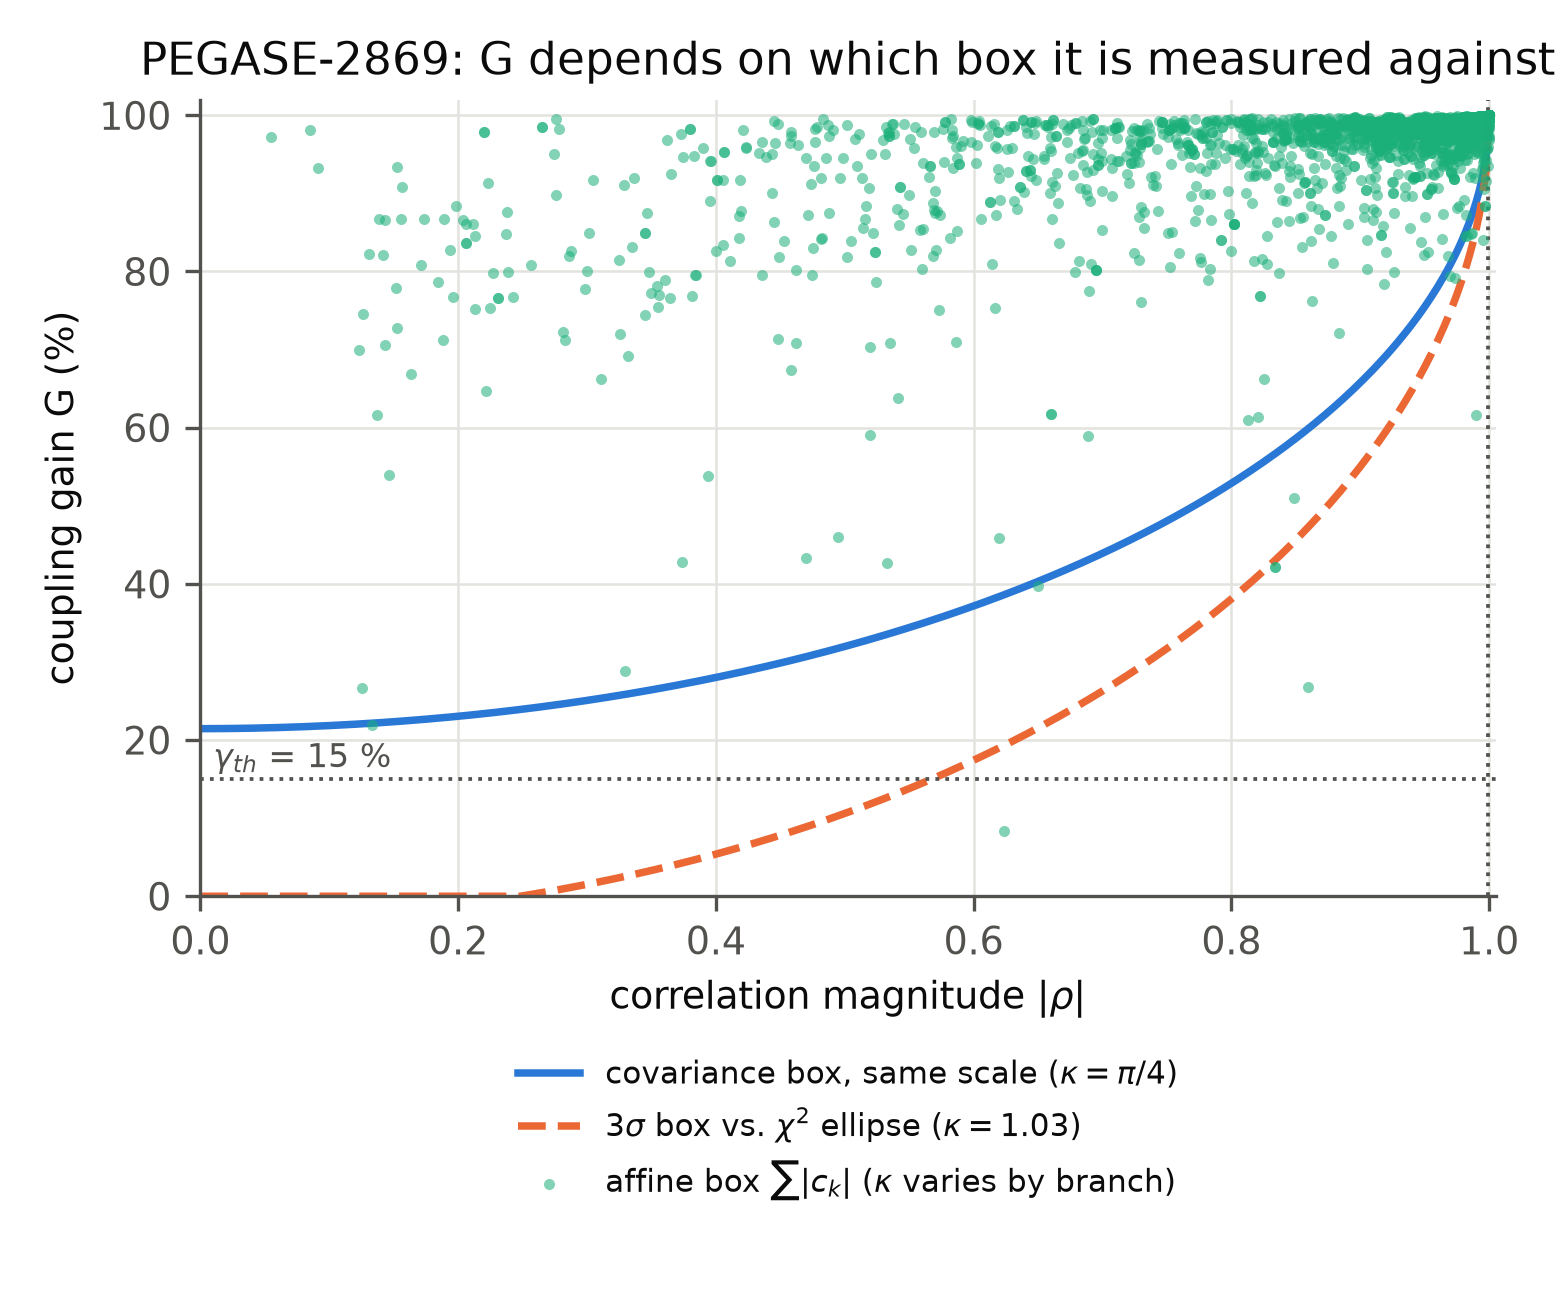 PEGASE-2869: G depends on which box it is measured against
100
80
60
40
20
0
coupling gain G (%)
γth = 15 %
0.0 0.2 0.4 0.6 0.8 1.0
correlation magnitude |ρ|
covariance box, same scale (κ = π/4)
3σ box vs. χ² ellipse (κ = 1.03)
affine box ∑|cₖ| (κ varies by branch)